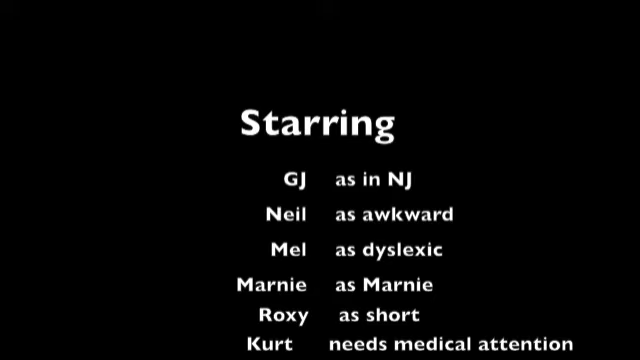 Starring
GJ as in NJ
Neil as awkward
Mel as dyslexic
Marnie as Marnie
Roxy as short
Kurt needs medical attention